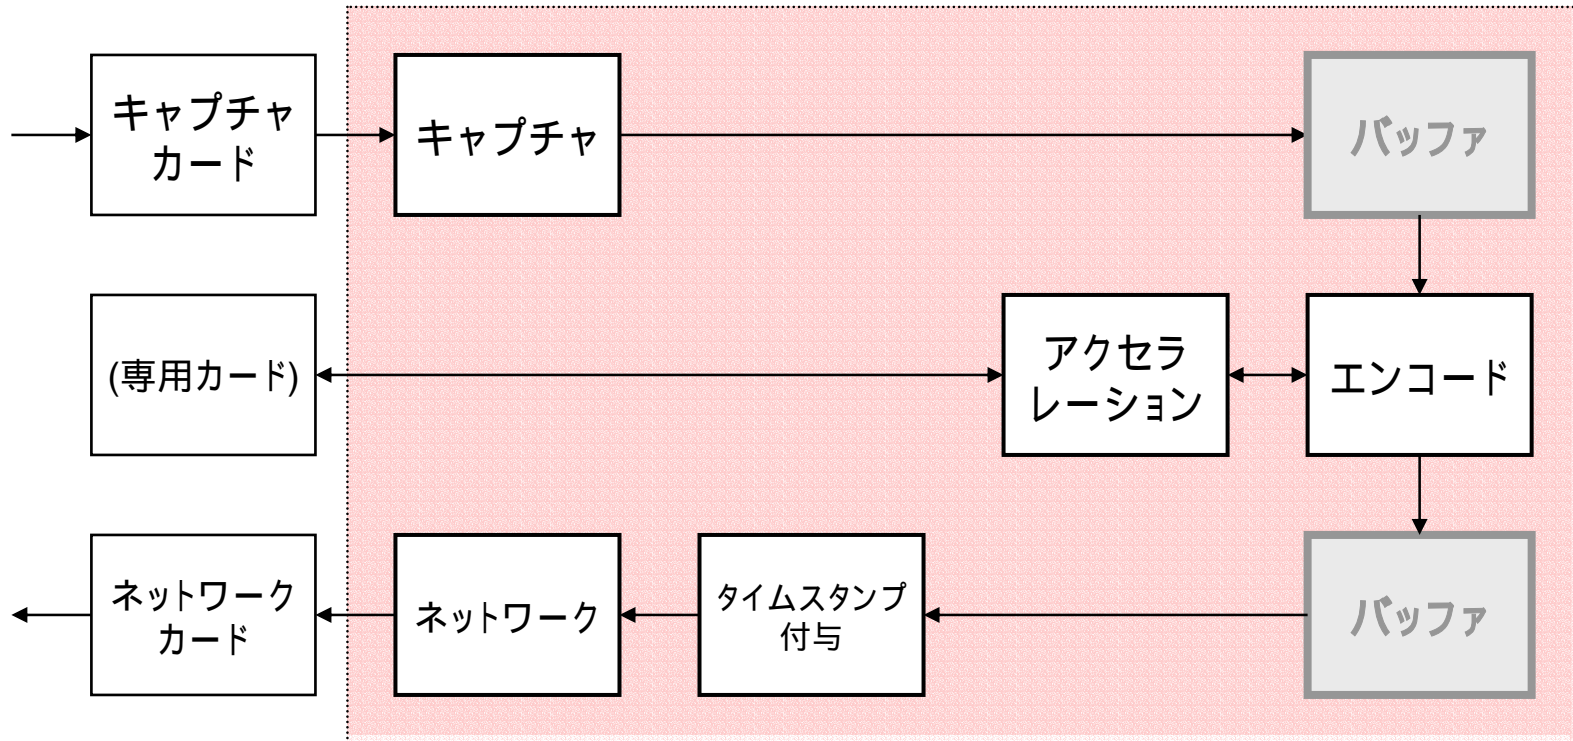 キャプチャ
カード
キャプチャ
バッファ
(専用カード)
アクセラ
レーション
エンコード
ネットワーク
カード
ネットワーク
タイムスタンプ
付与
バッファ